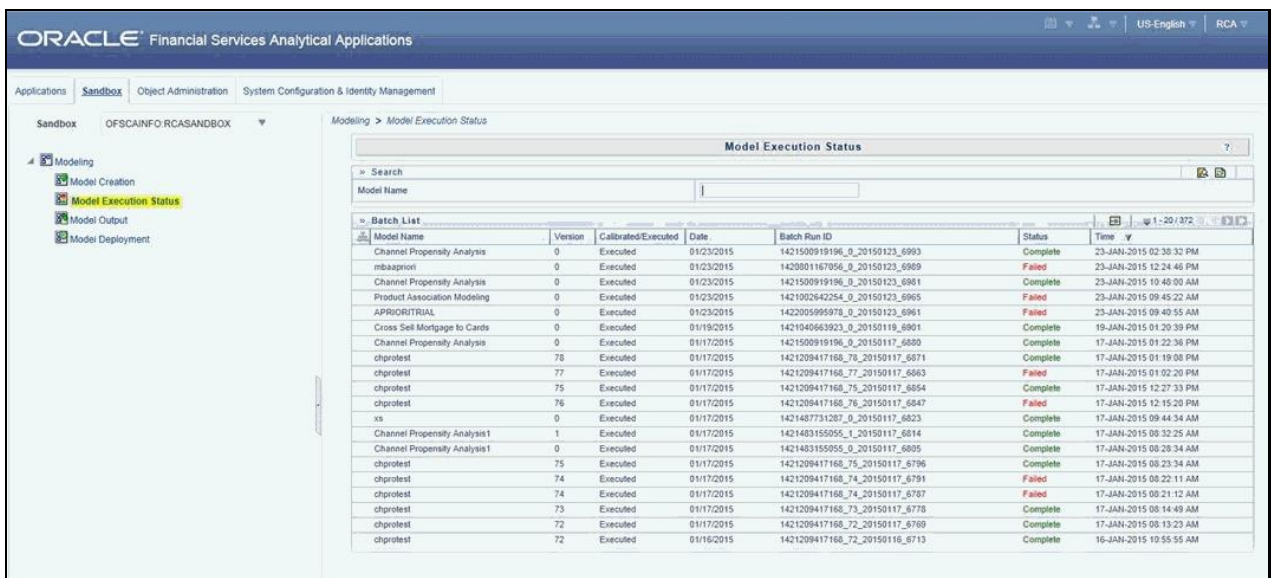 US-English RCA
ORACLE Financial Services Analytical Applications
Applications Sandbox Object Administration System Configuration & Identity Management
Sandbox OFSCAINFO:RCASANDBOX
Modeling > Model Execution Status
Modeling
Model Creation
Model Execution Status
Model Output
Model Deployment
Model Execution Status ?
» Search
Model Name
» Batch List 1 - 20 / 372
Model Name Version Calibrated/Executed Date Batch Run ID Status Time
Channel Propensity Analysis 0 Executed 01/23/2015 1421500919196_0_20150123_6993 Complete 23-JAN-2015 02:38:32 PM
mbaapriori 0 Executed 01/23/2015 1420801167056_0_20150123_6989 Failed 23-JAN-2015 12:24:46 PM
Channel Propensity Analysis 0 Executed 01/23/2015 1421500919196_0_20150123_6981 Complete 23-JAN-2015 10:48:00 AM
Product Association Modeling 0 Executed 01/23/2015 1421002642254_0_20150123_6965 Failed 23-JAN-2015 09:45:22 AM
APRIORITRIAL 0 Executed 01/23/2015 1422005995978_0_20150123_6961 Failed 23-JAN-2015 09:40:55 AM
Cross Sell Mortgage to Cards 0 Executed 01/19/2015 1421040663923_0_20150119_6901 Complete 19-JAN-2015 01:20:39 PM
Channel Propensity Analysis 0 Executed 01/17/2015 1421500919196_0_20150117_6880 Complete 17-JAN-2015 01:22:36 PM
chprotest 78 Executed 01/17/2015 1421209417168_78_20150117_6871 Complete 17-JAN-2015 01:19:08 PM
chprotest 77 Executed 01/17/2015 1421209417168_77_20150117_6863 Failed 17-JAN-2015 01:02:20 PM
chprotest 75 Executed 01/17/2015 1421209417168_75_20150117_6854 Complete 17-JAN-2015 12:27:33 PM
chprotest 76 Executed 01/17/2015 1421209417168_76_20150117_6847 Failed 17-JAN-2015 12:15:20 PM
xs 0 Executed 01/17/2015 1421487731287_0_20150117_6823 Complete 17-JAN-2015 09:44:34 AM
Channel Propensity Analysis1 1 Executed 01/17/2015 1421483155055_1_20150117_6814 Complete 17-JAN-2015 08:32:25 AM
Channel Propensity Analysis1 0 Executed 01/17/2015 1421483155055_0_20150117_6805 Complete 17-JAN-2015 08:28:34 AM
chprotest 75 Executed 01/17/2015 1421209417168_75_20150117_6796 Complete 17-JAN-2015 08:23:34 AM
chprotest 74 Executed 01/17/2015 1421209417168_74_20150117_6791 Failed 17-JAN-2015 08:22:11 AM
chprotest 74 Executed 01/17/2015 1421209417168_74_20150117_6787 Failed 17-JAN-2015 08:21:12 AM
chprotest 73 Executed 01/17/2015 1421209417168_73_20150117_6778 Complete 17-JAN-2015 08:14:49 AM
chprotest 72 Executed 01/17/2015 1421209417168_72_20150117_6769 Complete 17-JAN-2015 08:13:23 AM
chprotest 72 Executed 01/16/2015 1421209417168_72_20150116_6713 Complete 16-JAN-2015 10:55:55 AM